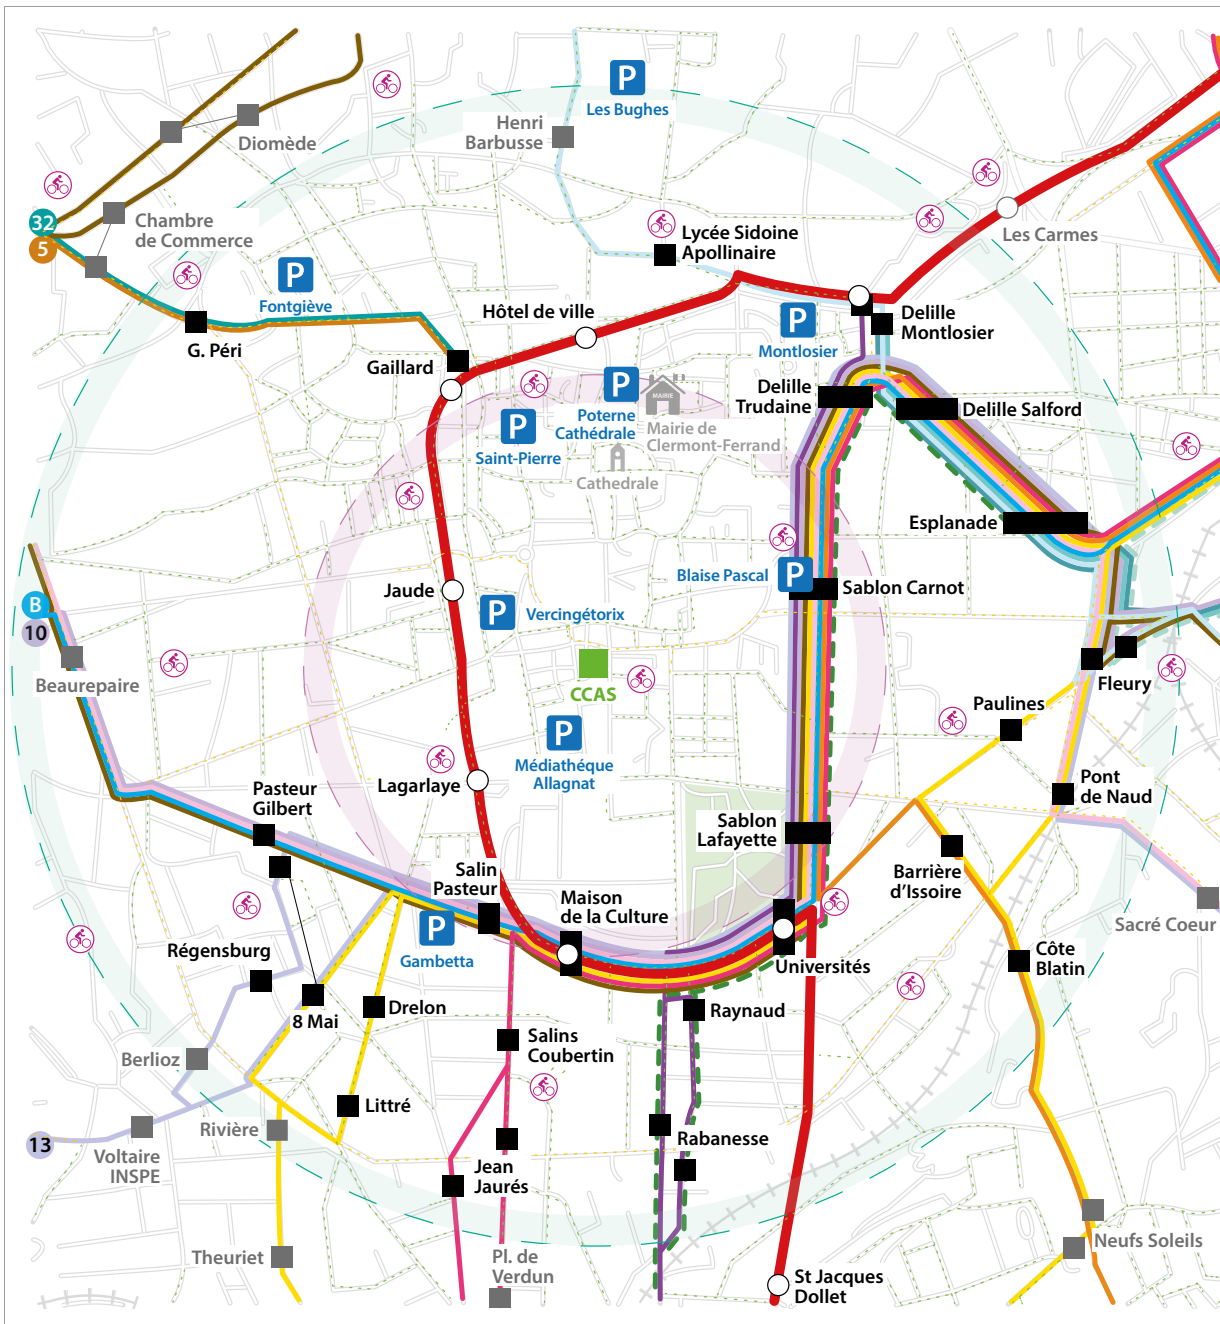 P
Les Bughes
Henri
Barbusse
Diomède
32
5
Chambre
de Commerce
Lycée Sidoine
Apollinaire
Les Carmes
P
Fontgiève
G. Péri
Hôtel de ville
P
Montlosier
Delille
Montlosier
Gaillard
P
Poterne
Cathédrale
MAIRIE
Mairie de
Clermont-Ferrand
Delille
Trudaine
Delille Salford
P
Saint-Pierre
Cathedrale
Esplanade
Blaise Pascal
P
Sablon Carnot
Jaude
P
Vercingétorix
B
10
Beaurepaire
CCAS
Fleury
Paulines
P
Médiathéque
Allagnat
Lagarlaye
Pasteur
Gilbert
Pont
de Naud
Sablon
Lafayette
Barrière
d'Issoire
Salin
Pasteur
Maison
de la Culture
Sacré Coeur
P
Gambetta
Régensburg
Universités
Côte
Blatin
8 Mai
Drelon
Raynaud
Salins
Coubertin
Berlioz
Littré
13
Voltaire
INSPE
Rivière
Rabanesse
Jean
Jaurés
Theuriet
Pl. de
Verdun
Neufs Soleils
St Jacques
Dollet